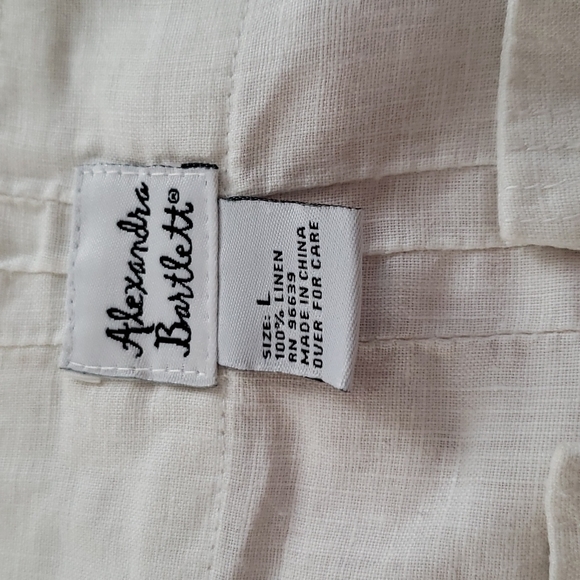 Alexandra
Bartlett®
SIZE: L
100% LINEN
RN 96639
MADE IN CHINA
OVER FOR CARE